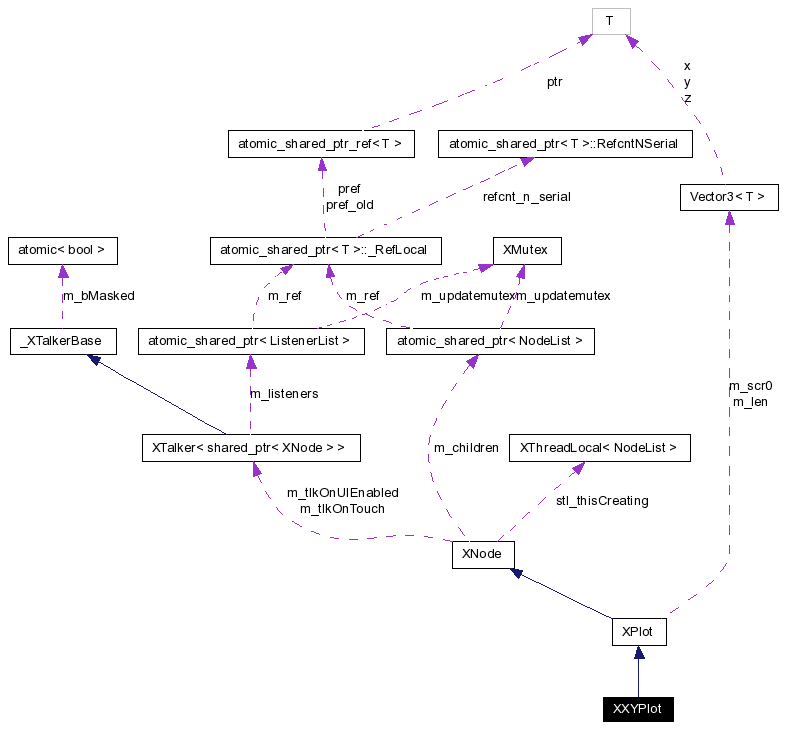 T
x
y
z
ptr
atomic_shared_ptr_ref< T >
atomic_shared_ptr< T >::RefcntNSerial
pref
pref_old
refcnt_n_serial
Vector3< T >
atomic< bool >
atomic_shared_ptr< T >::_RefLocal
XMutex
m_bMasked
m_ref
m_ref
m_updatemutex
m_updatemutex
_XTalkerBase
atomic_shared_ptr< ListenerList >
atomic_shared_ptr< NodeList >
m_listeners
m_scr0
m_len
XTalker< shared_ptr< XNode > >
m_children
XThreadLocal< NodeList >
m_tlkOnUIEnabled
m_tlkOnTouch
stl_thisCreating
XNode
XPlot
XXYPlot